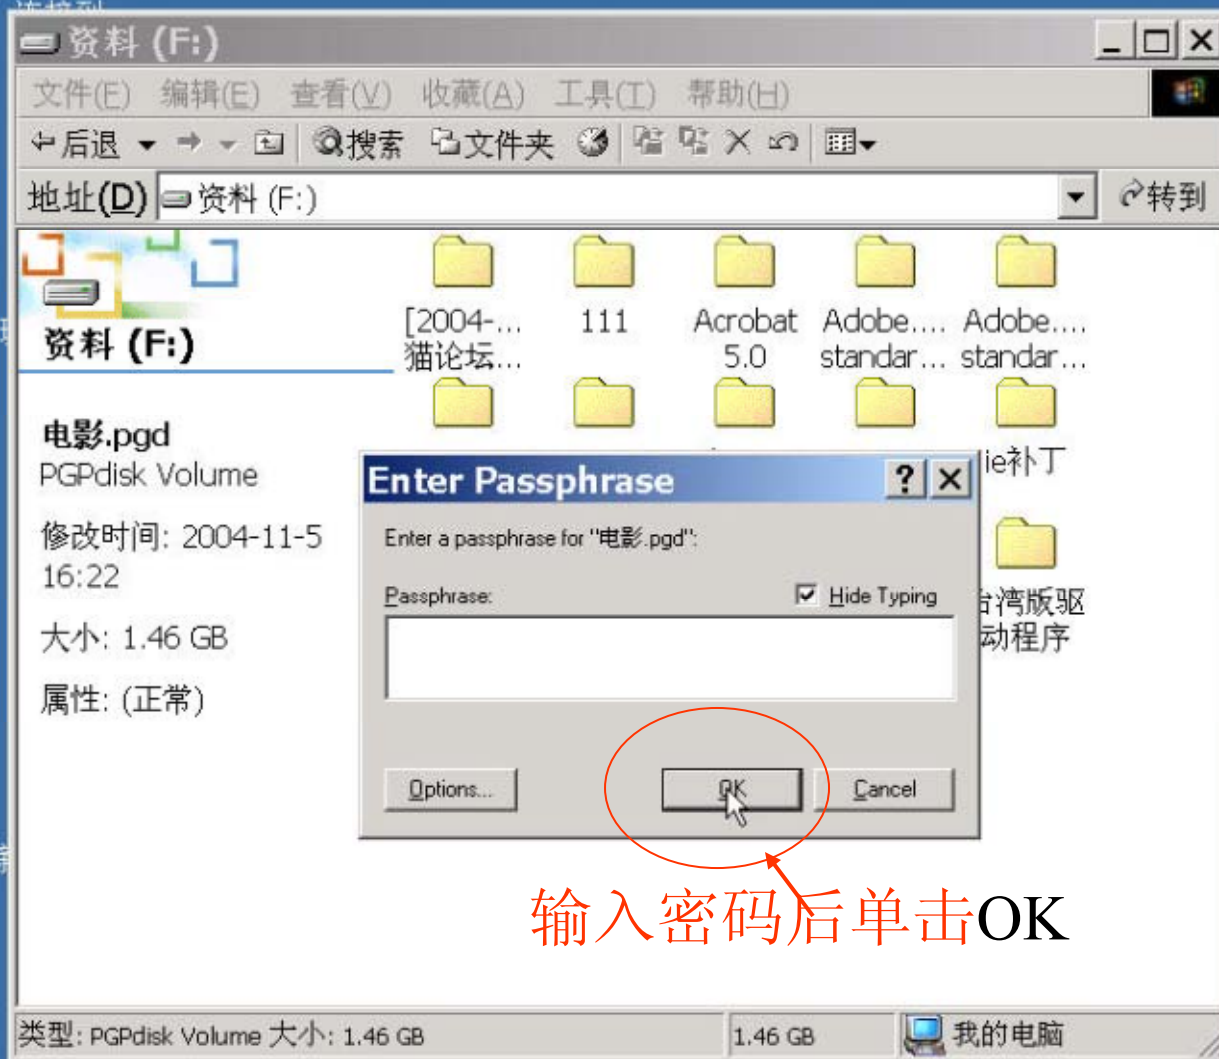 连接到
资料 (F:)
文件(F) 编辑(E) 查看(V) 收藏(A) 工具(T) 帮助(H)
后退 搜索 文件夹
地址(D) 资料 (F:) 转到
资料 (F:)
[2004-...
猫论坛...
111
Acrobat
5.0
Adobe....
standar...
Adobe....
standar...
电影.pgd
PGPdisk Volume
修改时间: 2004-11-5
16:22
大小: 1.46 GB
属性: (正常)
ie补丁
台湾版驱
动程序
Enter Passphrase
Enter a passphrase for "电影.pgd":
Passphrase: Hide Typing
Options... OK Cancel
输入密码后单击OK
类型: PGPdisk Volume 大小: 1.46 GB 1.46 GB 我的电脑